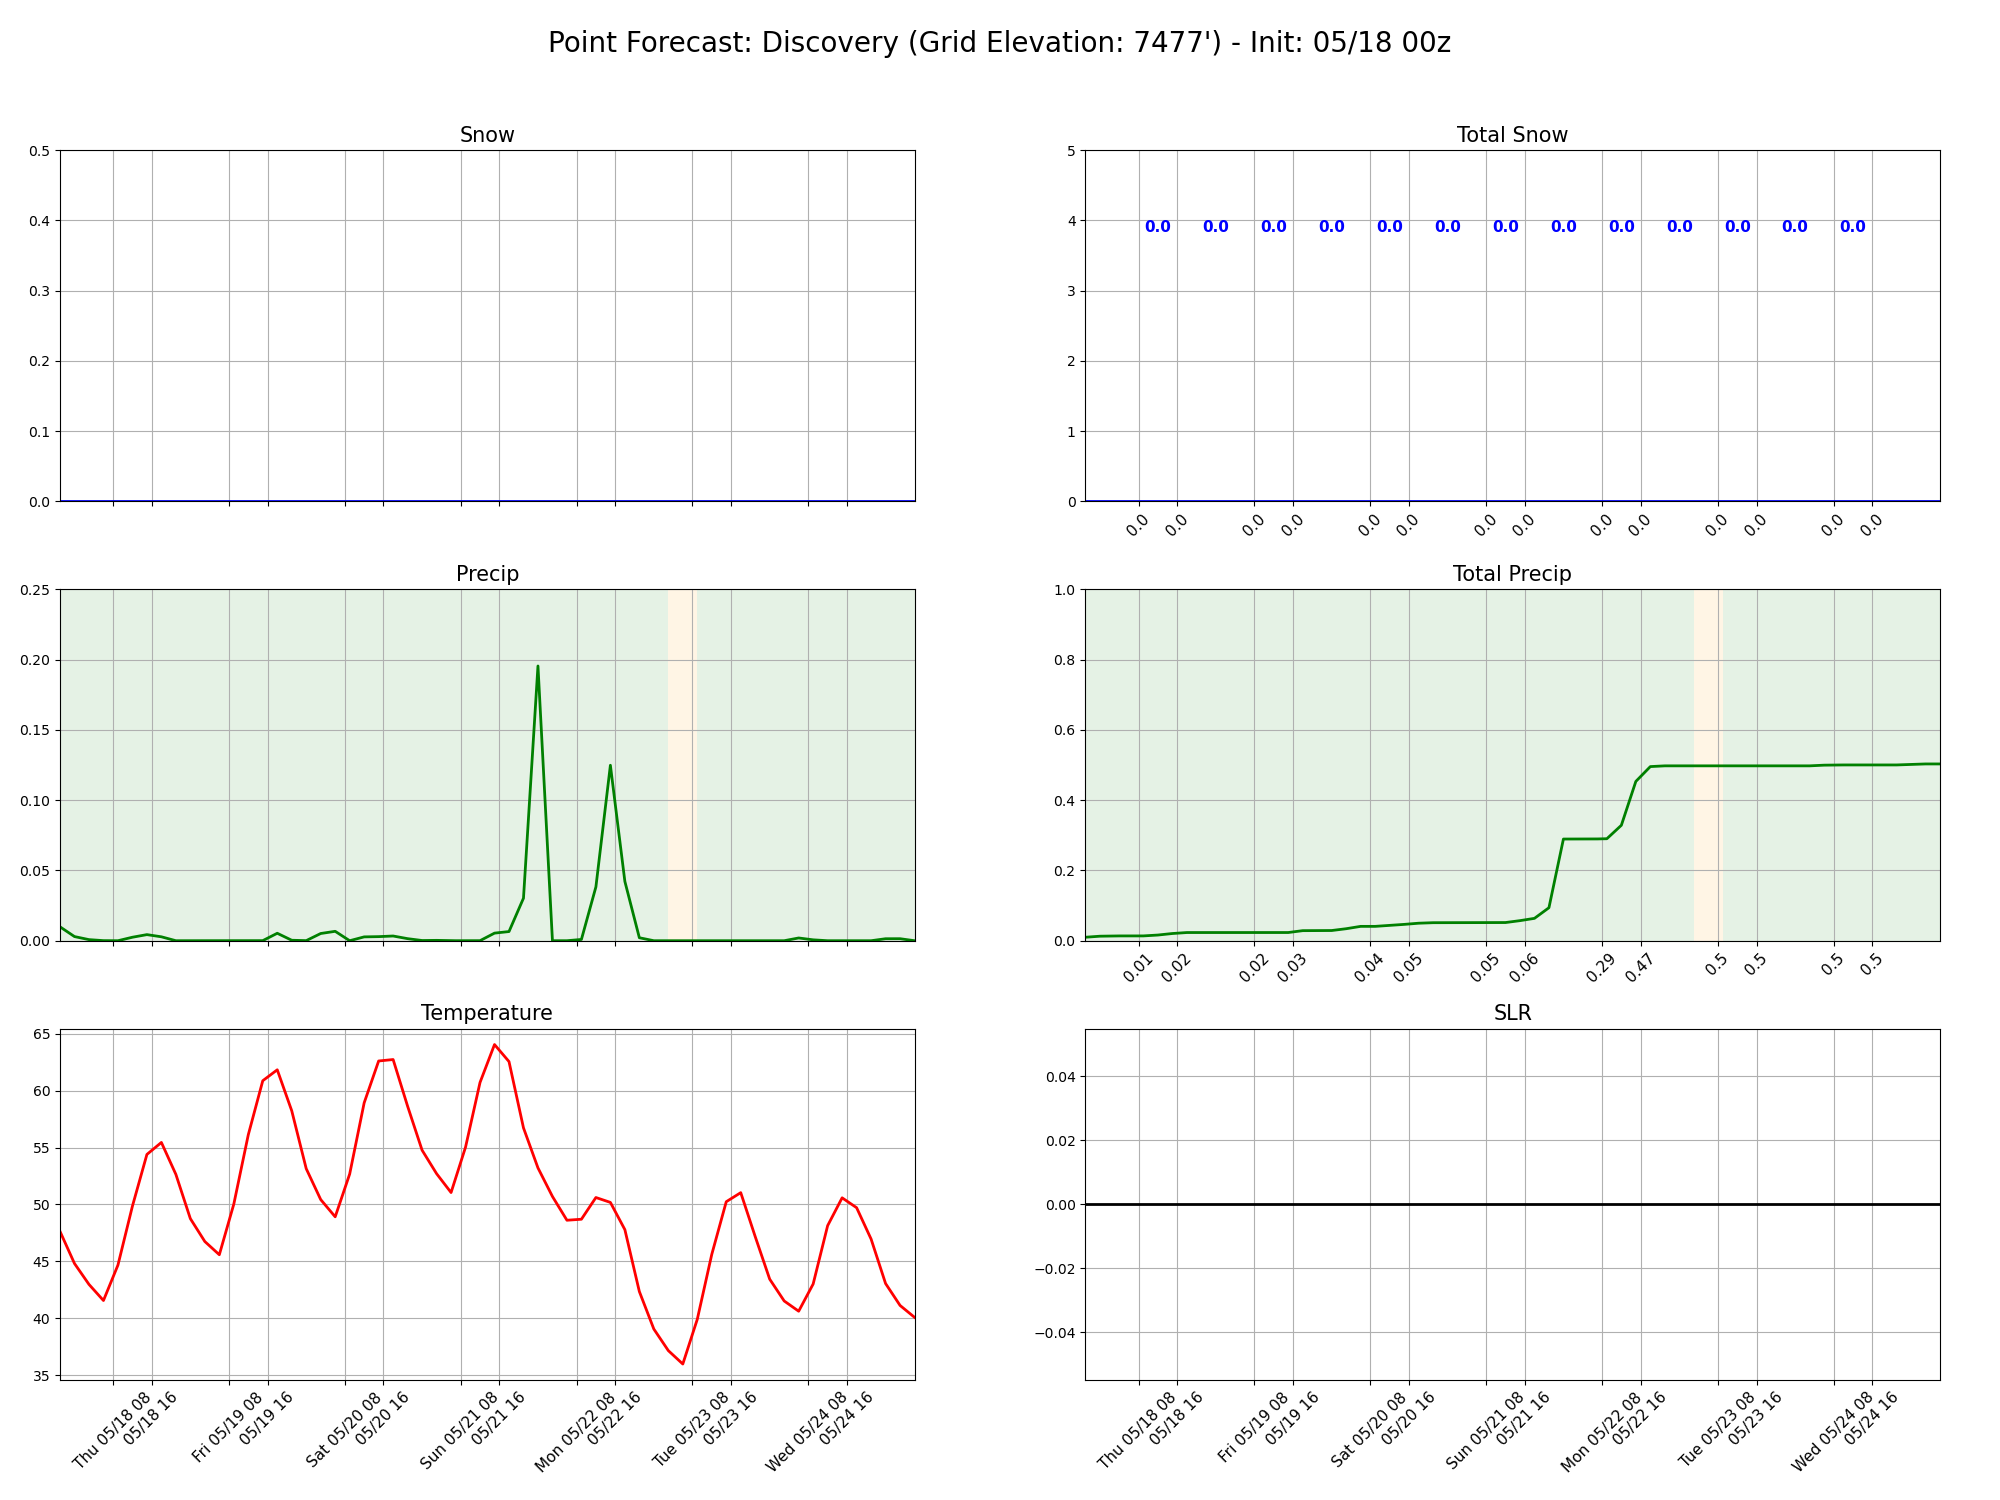 Point Forecast: Discovery (Grid Elevation: 7477') - Init: 05/18 00z
Snow
0.5
0.4
0.3
0.2
0.1
0.0
Total Snow
5
4
3
2
1
0
0.0 0.0 0.0 0.0 0.0 0.0 0.0 0.0 0.0 0.0 0.0 0.0 0.0
0.0 0.0 0.0 0.0 0.0 0.0 0.0 0.0 0.0 0.0 0.0 0.0 0.0 0.0
Precip
0.25
0.20
0.15
0.10
0.05
0.00
Total Precip
1.0
0.8
0.6
0.4
0.2
0.0
0.01 0.02 0.02 0.03 0.04 0.05 0.05 0.06 0.29 0.47 0.5 0.5 0.5 0.5
Temperature
65
60
55
50
45
40
35
Thu 05/18 08
05/18 16
Fri 05/19 08
05/19 16
Sat 05/20 08
05/20 16
Sun 05/21 08
05/21 16
Mon 05/22 08
05/22 16
Tue 05/23 08
05/23 16
Wed 05/24 08
05/24 16
SLR
0.04
0.02
0.00
−0.02
−0.04
Thu 05/18 08
05/18 16
Fri 05/19 08
05/19 16
Sat 05/20 08
05/20 16
Sun 05/21 08
05/21 16
Mon 05/22 08
05/22 16
Tue 05/23 08
05/23 16
Wed 05/24 08
05/24 16